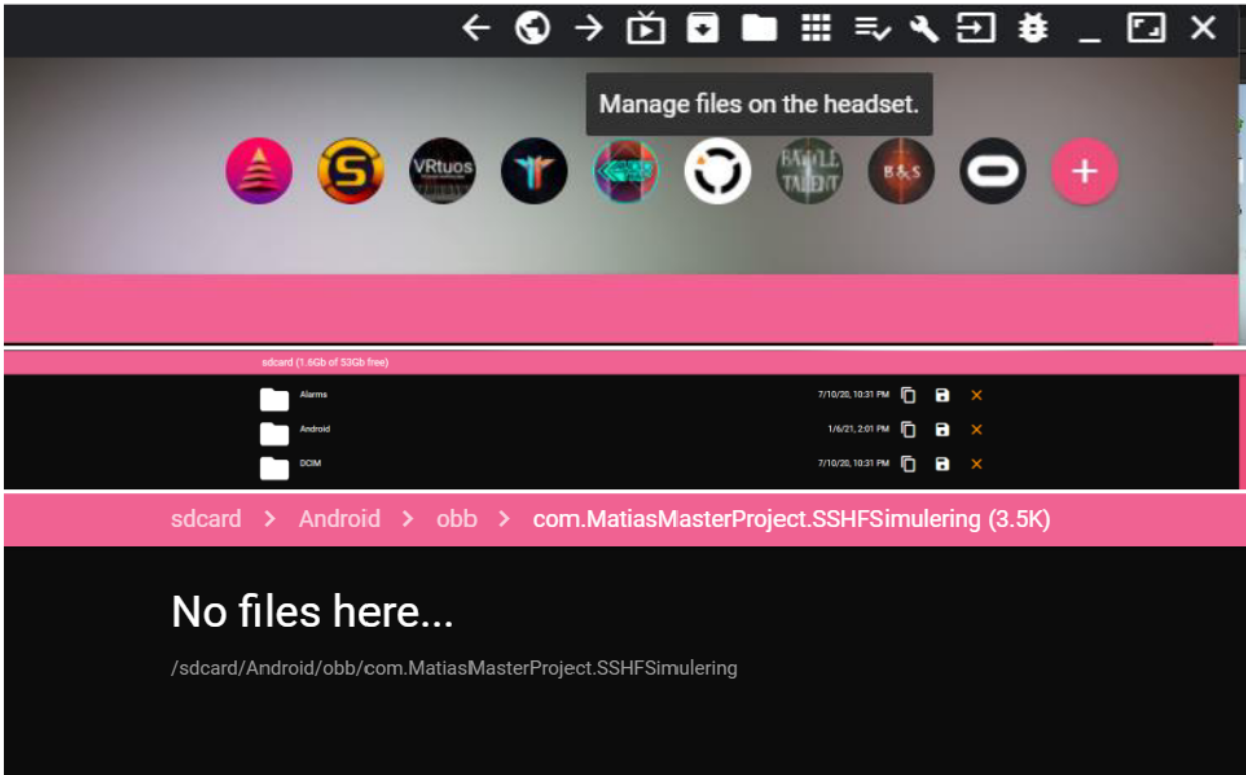 Manage files on the headset.
S
VRtuos
BATTLE
TALENT
B&S
sdcard (1.6Gb of 53Gb free)
Alarms 7/10/20, 10:31 PM
Android 1/6/21, 2:01 PM
DCIM 7/10/20, 10:31 PM
sdcard > Android > obb > com.MatiasMasterProject.SSHFSimulering (3.5K)
No files here...
/sdcard/Android/obb/com.MatiasMasterProject.SSHFSimulering